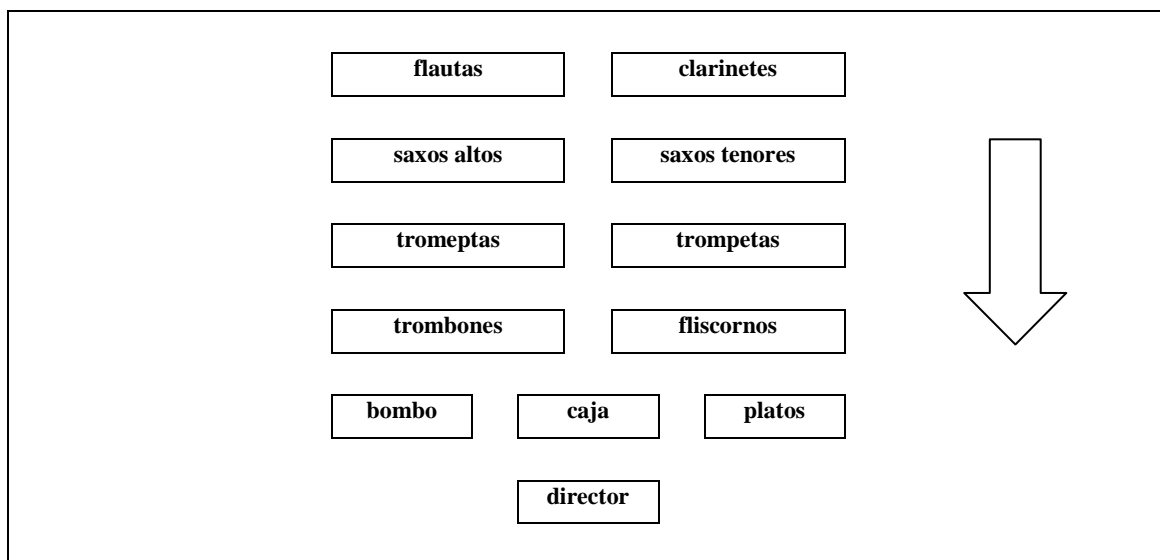 flautas clarinetes
saxos altos saxos tenores
tromeptas trompetas
trombones fliscornos
bombo caja platos
director